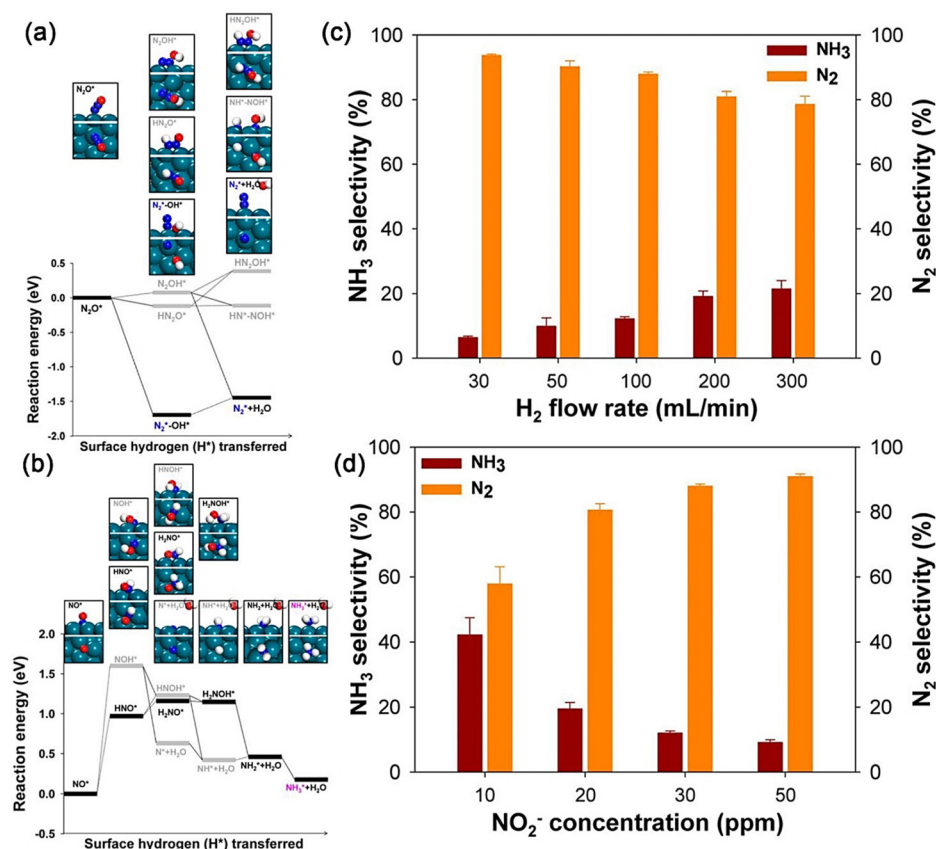 (a)
N₂O*
N₂OH*
HN₂O*
N₂*-OH*
HN₂OH*
NH*-NOH*
N₂*+H₂O
Reaction energy (eV)
0.5
0.0
-0.5
-1.0
-1.5
-2.0
N₂O*
N₂OH*
HN₂O*
N₂*-OH*
HN₂OH*
HN*-NOH*
N₂*+H₂O
Surface hydrogen (H*) transferred
(b)
NO*
NOH*
HNO*
HNOH*
H₂NO*
H₂NOH*
N*+H₂O
NH*+H₂O
NH₂+H₂O
NH₃*+H₂O
Reaction energy (eV)
2.0
1.5
1.0
0.5
0.0
-0.5
NO*
NOH*
HNO*
HNOH*
H₂NO*
H₂NOH*
N*+H₂O
NH*+H₂O
NH₂*+H₂O
NH₃*+H₂O
Surface hydrogen (H*) transferred
(c)
NH₃
N₂
NH₃ selectivity (%)
100
80
60
40
20
0
N₂ selectivity (%)
100
80
60
40
20
0
30 50 100 200 300
H₂ flow rate (mL/min)
(d)
NH₃
N₂
NH₃ selectivity (%)
100
80
60
40
20
0
N₂ selectivity (%)
100
80
60
40
20
0
10 20 30 50
NO₂⁻ concentration (ppm)